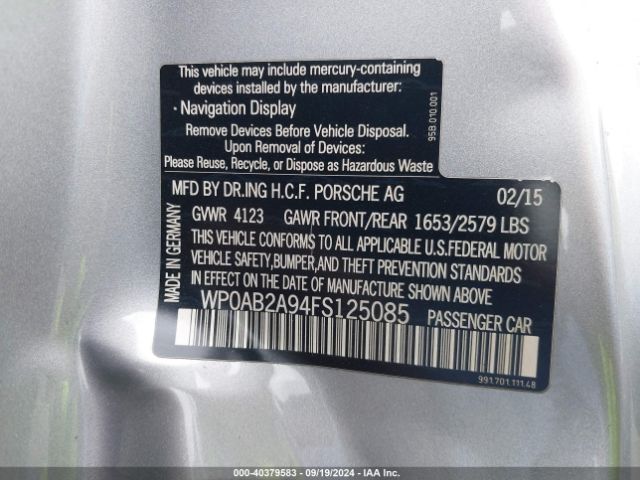 This vehicle may include mercury-containing
devices installed by the manufacturer:
· Navigation Display
Remove Devices Before Vehicle Disposal.
Upon Removal of Devices:
Please Reuse, Recycle, or Dispose as Hazardous Waste
95B 010 001
MFD BY DR.ING H.C.F. PORSCHE AG 02/15
GVWR 4123 GAWR FRONT/REAR 1653/2579 LBS
THIS VEHICLE CONFORMS TO ALL APPLICABLE U.S.FEDERAL MOTOR
VEHICLE SAFETY,BUMPER,AND THEFT PREVENTION STANDARDS
IN EFFECT ON THE DATE OF MANUFACTURE SHOWN ABOVE
MADE IN GERMANY
WP0AB2A94FS125085 PASSENGER CAR
991.701.111.48
000-40379583 - 09/19/2024 - IAA Inc.